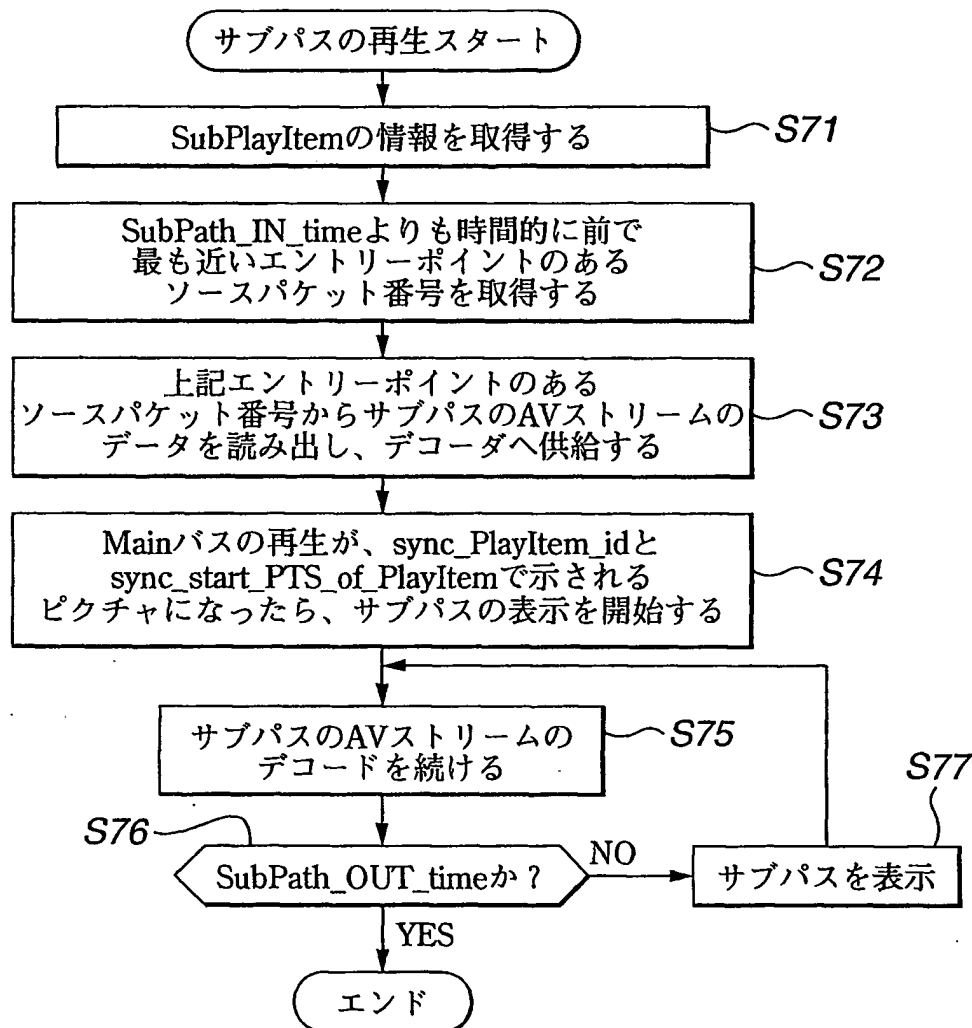 サブパスの再生スタート
SubPlayItemの情報を取得する
S71
SubPath_IN_timeよりも時間的に前で
最も近いエントリーポイントのある
ソースパケット番号を取得する
S72
上記エントリーポイントのある
ソースパケット番号からサブパスのAVストリームの
データを読み出し、デコーダへ供給する
S73
Mainパスの再生が、sync_PlayItem_idと
sync_start_PTS_of_PlayItemで示される
ピクチャになったら、サブパスの表示を開始する
S74
サブパスのAVストリームの
デコードを続ける
S75
S76
SubPath_OUT_timeか？
NO
サブパスを表示
S77
YES
エンド